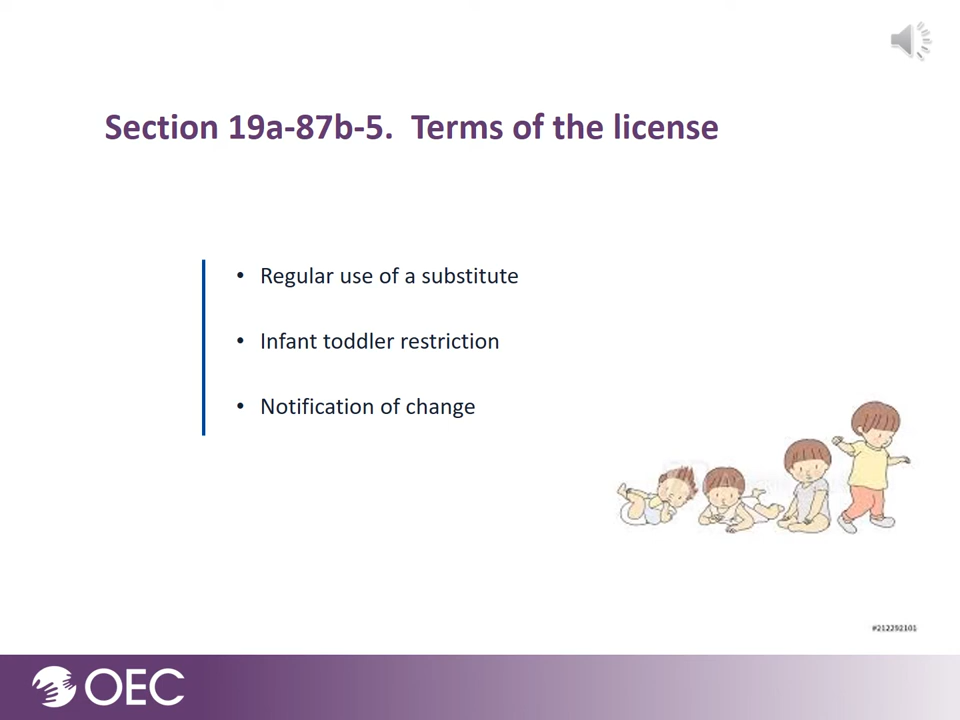 Section 19a-87b-5. Terms of the license
• Regular use of a substitute
• Infant toddler restriction
• Notification of change
#212292101
OEC